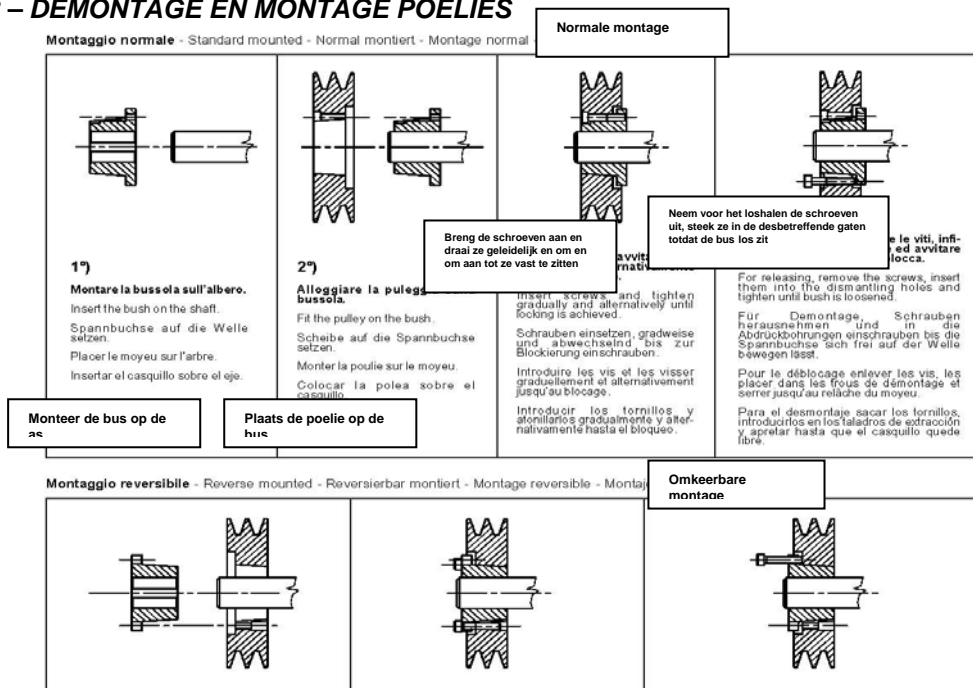 – DEMONTAGE EN MONTAGE POELIES
Montaggio normale - Standard mounted - Normal montiert - Montage normal -
Normale montage
1°)
Montare la bussola sull'albero.
Insert the bush on the shaft.
Spannbuchse auf die Welle
setzen.
Placer le moyeu sur l'arbre.
Insertar el casquillo sobre el eje.
Monteer de bus op de
as
2°)
Alloggiare la puleggia
bussola.
Fit the pulley on the bush.
Scheibe auf die Spannbuchse
setzen.
Monter la poulie sur le moyeu.
Colocar la polea sobre el
casquillo.
Plaats de poelie op de
bus
Breng de schroeven aan en
draai ze geleidelijk en om en
om aan tot ze vast te zitten
Insert screws and tighten
gradually and alternatively until
locking is achieved.
Schrauben einsetzen, gradweise
und abwechselnd bis zur
Blockierung einschrauben.
Introduire les vis et les visser
graduellement et alternativement
jusqu'au blocage.
Introducir los tornillos y
atonillarlos gradualmente y alter-
nativamente hasta el bloqueo.
Neem voor het loshalen de schroeven
uit, steek ze in de desbetreffende gaten
totdat de bus los zit
e le viti, infi-
ed avvitare
blocca.
For releasing, remove the screws, insert
them into the dismantling holes and
tighten until bush is loosened.
Für Demontage, Schrauben
herausnehmen und in die
Abdrückbohrungen einschrauben bis die
Spannbuchse sich frei auf der Welle
bewegen lässt.
Pour le déblocage enlever les vis, les
placer dans les trous de démontage et
serrer jusqu'au relâche du moyeu.
Para el desmontaje sacar los tornillos,
introducirlos en los taladros de extracción
y apretar hasta que el casquillo quede
libre.
Montaggio reversibile - Reverse mounted - Reversierbar montiert - Montage reversible - Montaj
Omkeerbare
montage